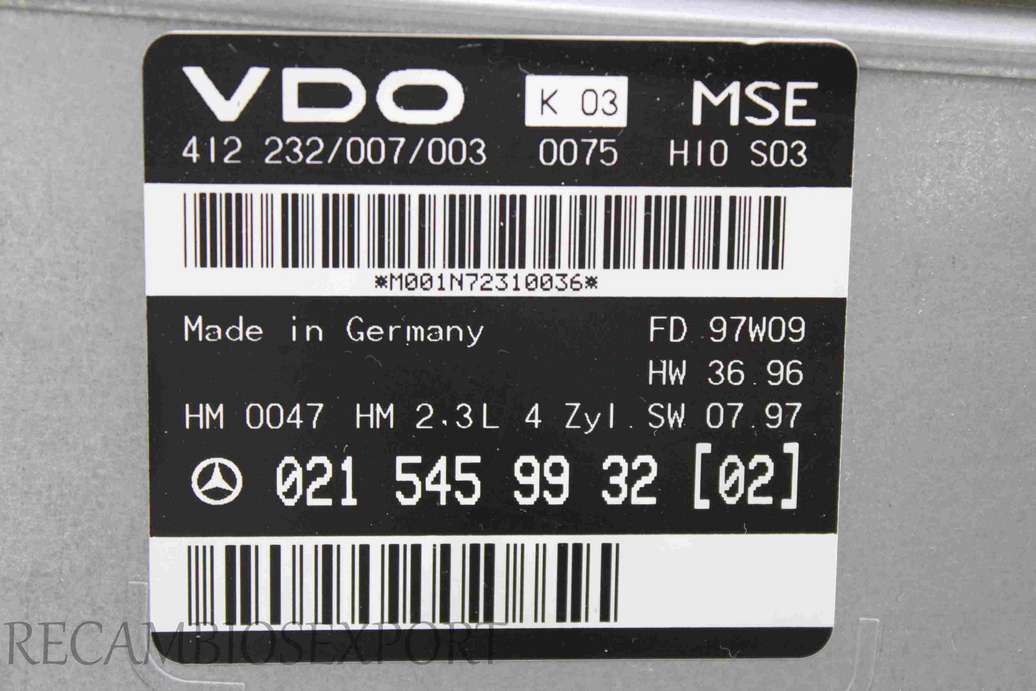 VDO K 03 MSE
412 232/007/003 0075 H10 S03
*M001N72310036*
Made in Germany FD 97W09
HW 36.96
HM 0047 HM 2.3L 4 Zyl. SW 07.97
021 545 99 32 [02]
RECAMBIOSEXPORT